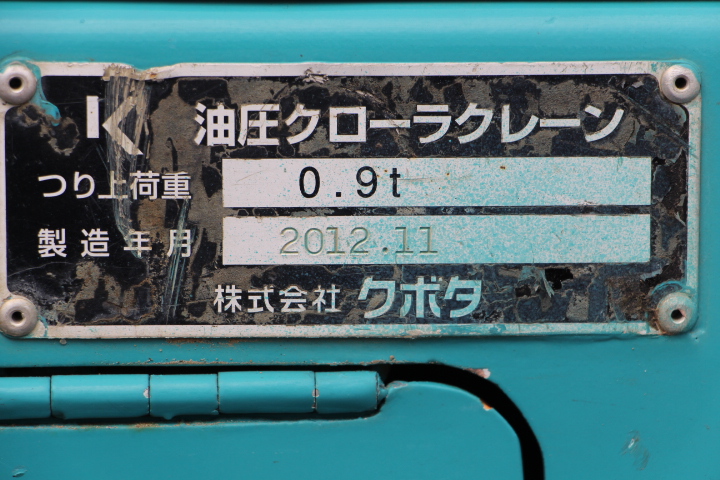 K 油圧クローラクレーン
つり上荷重 0.9t
製造年月 2012.11
株式会社 クボタ